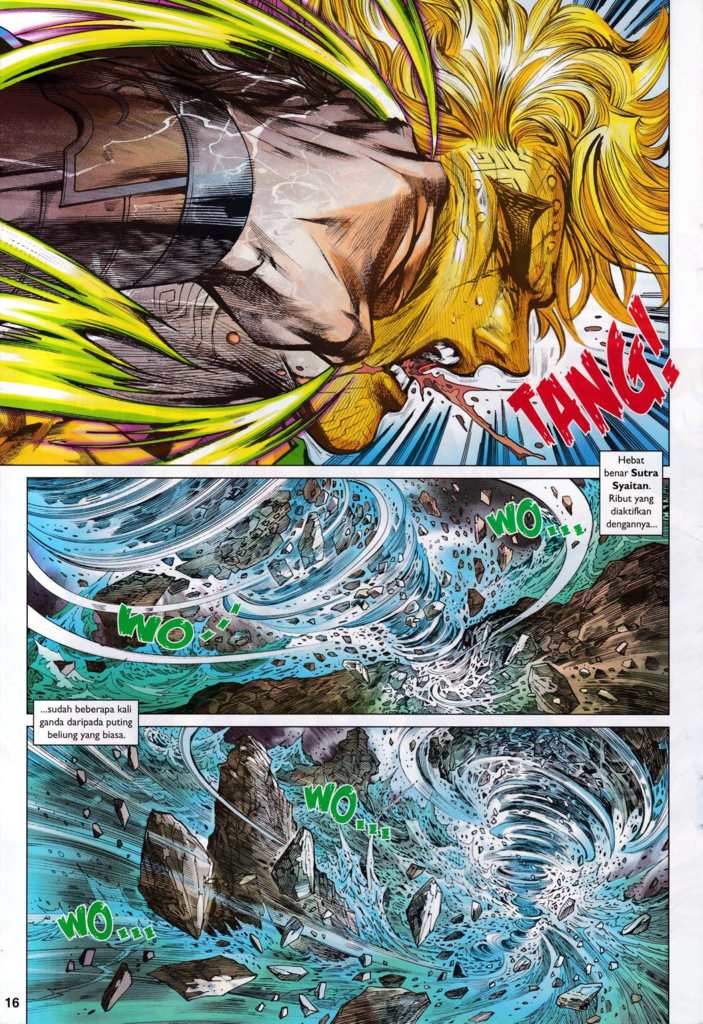 TANG!
Hebat
benar Sutra
Syaitan.
Ribut yang
diaktifkan
dengannya...
WO...
WO...
...sudah beberapa kali
ganda daripada puting
beliung yang biasa.
WO...
WO...
16